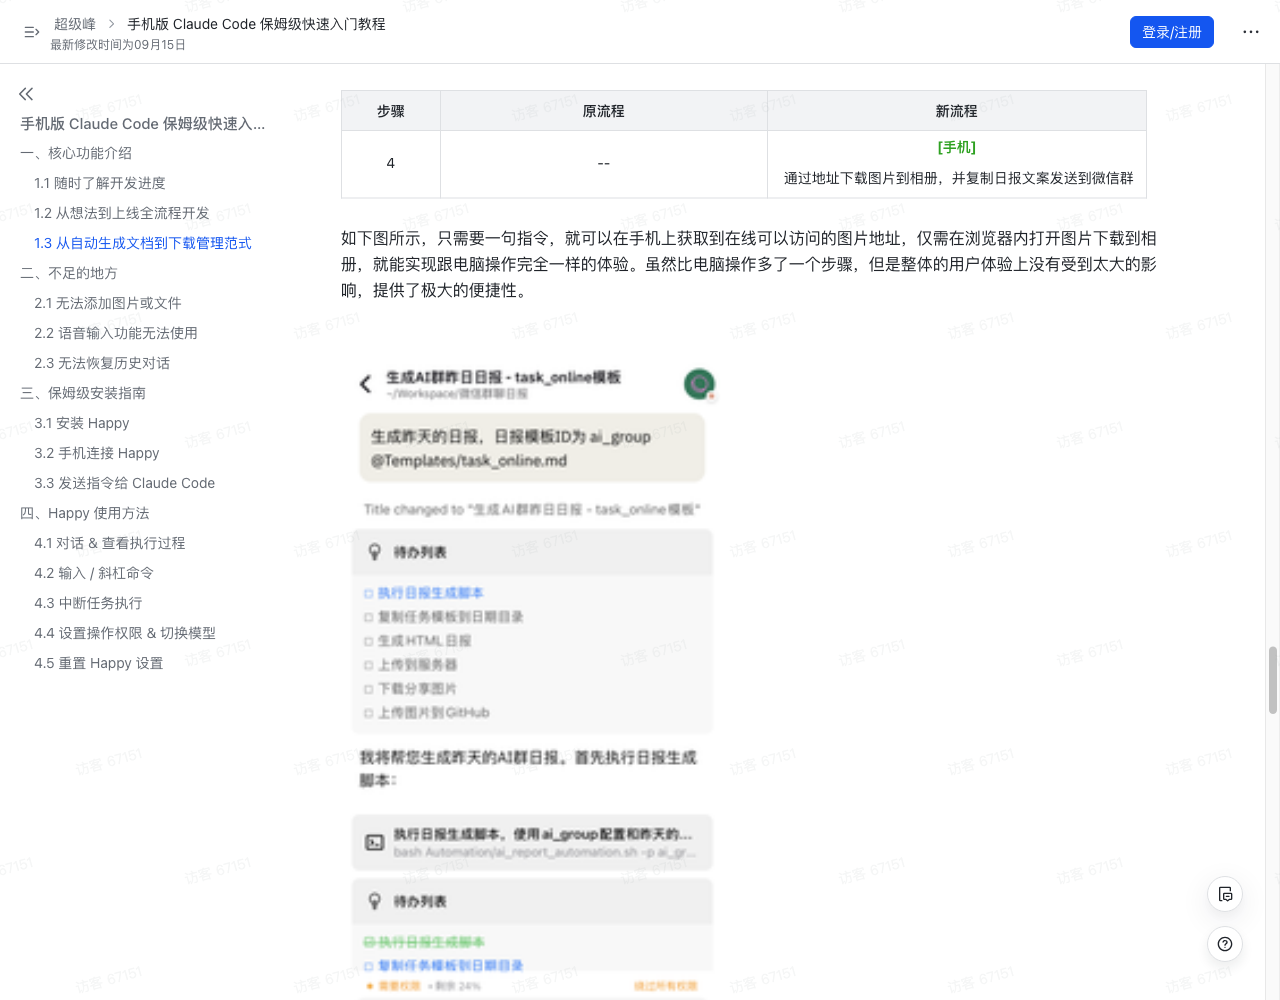 超级峰 > 手机版 Claude Code 保姆级快速入门教程
最新修改时间为09月15日
登录/注册
手机版 Claude Code 保姆级快速入...
一、核心功能介绍
1.1 随时了解开发进度
1.2 从想法到上线全流程开发
1.3 从自动生成文档到下载管理范式
二、不足的地方
2.1 无法添加图片或文件
2.2 语音输入功能无法使用
2.3 无法恢复历史对话
三、保姆级安装指南
3.1 安装 Happy
3.2 手机连接 Happy
3.3 发送指令给 Claude Code
四、Happy 使用方法
4.1 对话 & 查看执行过程
4.2 输入 / 斜杠命令
4.3 中断任务执行
4.4 设置操作权限 & 切换模型
4.5 重置 Happy 设置
步骤 原流程 新流程
[手机]
4 -- 通过地址下载图片到相册，并复制日报文案发送到微信群
如下图所示，只需要一句指令，就可以在手机上获取到在线可以访问的图片地址，仅需在浏览器内打开图片下载到相
册，就能实现跟电脑操作完全一样的体验。虽然比电脑操作多了一个步骤，但是整体的用户体验上没有受到太大的影
响，提供了极大的便捷性。
生成AI群昨日日报 - task_online模板
~/Workspace/微信群聊日报
生成昨天的日报，日报模板ID为 ai_group
@Templates/task_online.md
Title changed to "生成AI群昨日日报 - task_online模板"
待办列表
执行日报生成脚本
复制任务模板到日期目录
生成HTML日报
上传到服务器
下载分享图片
上传图片到GitHub
我将帮您生成昨天的AI群日报。首先执行日报生成
脚本：
执行日报生成脚本，使用ai_group配置和昨天的...
bash Automation/ai_report_automation.sh -p ai_gr...
待办列表
执行日报生成脚本
复制任务模板到日期目录
需要权限 • 剩余 24% 绕过所有权限
访客 67151